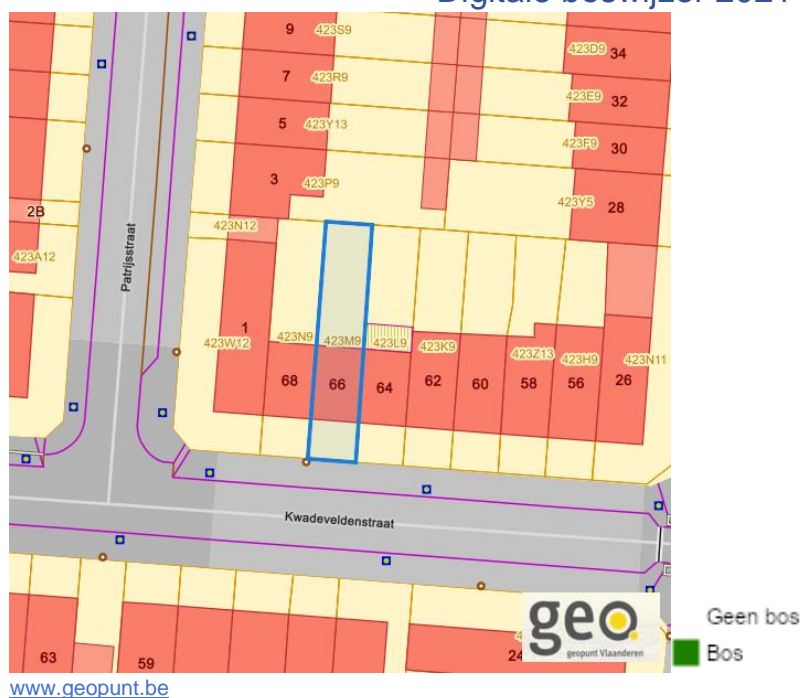 Digitale boswijzer 2021
9 423S9
7 423R9
5 423Y13
3 423P9
423D9 34
423E9 32
423F9 30
423Y5 28
2B
423A12
423N12
Patrijsstraat
1
423W12
423N9 423M9 423L9 423K9
423Z13 423H9 423N11
68 66 64 62 60 58 56 26
Kwadeveldenstraat
63
59
24
geo.
geopunt Vlaanderen
Geen bos
Bos
www.geopunt.be